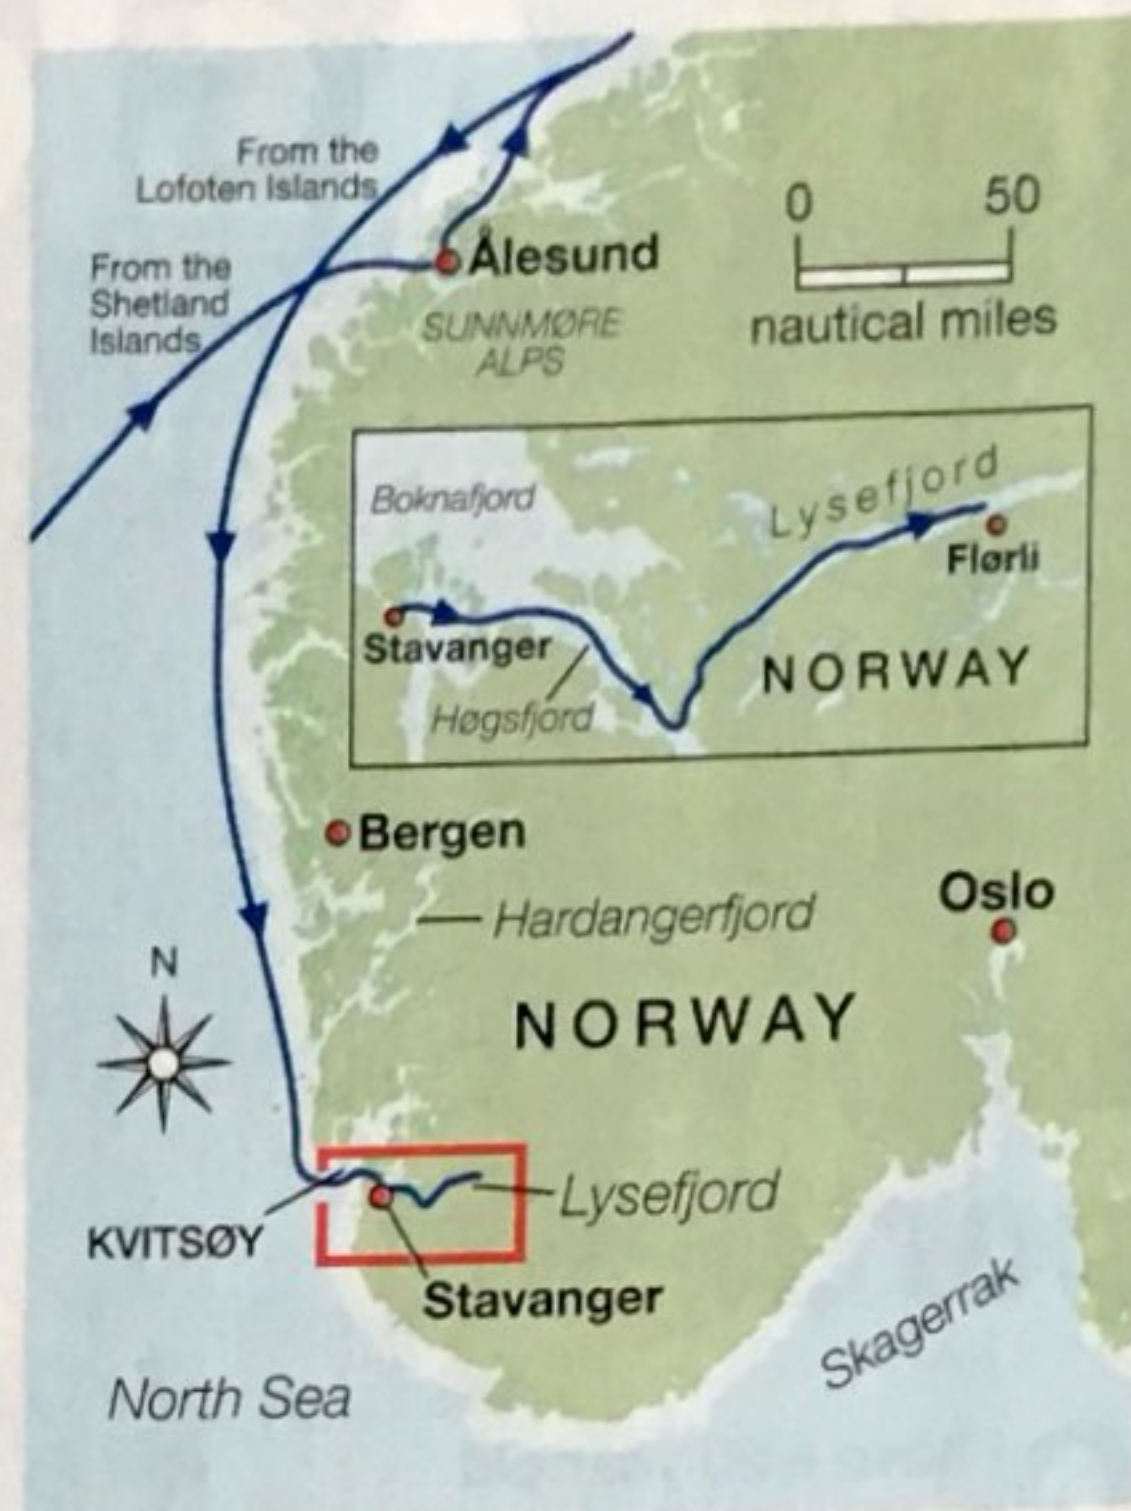 From the
Lofoten Islands
From the
Shetland
Islands
Ålesund
SUNNMØRE
ALPS
0 50
nautical miles
Boknafjord
Lysefjord
Flørli
Stavanger
Høgsfjord
NORWAY
Bergen
Hardangerfjord
Oslo
N
NORWAY
KVITSØY
Lysefjord
Stavanger
North Sea
Skagerrak